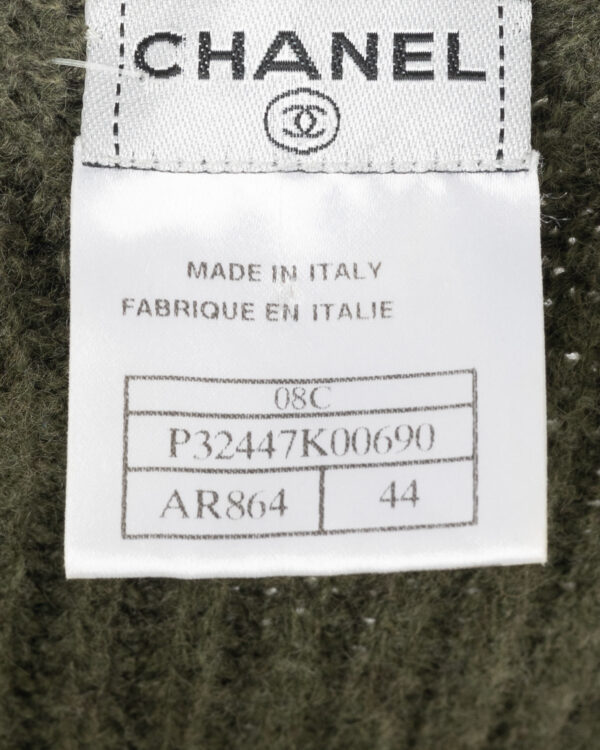 CHANEL
MADE IN ITALY
FABRIQUE EN ITALIE
08C
P32447K00690
AR864 44